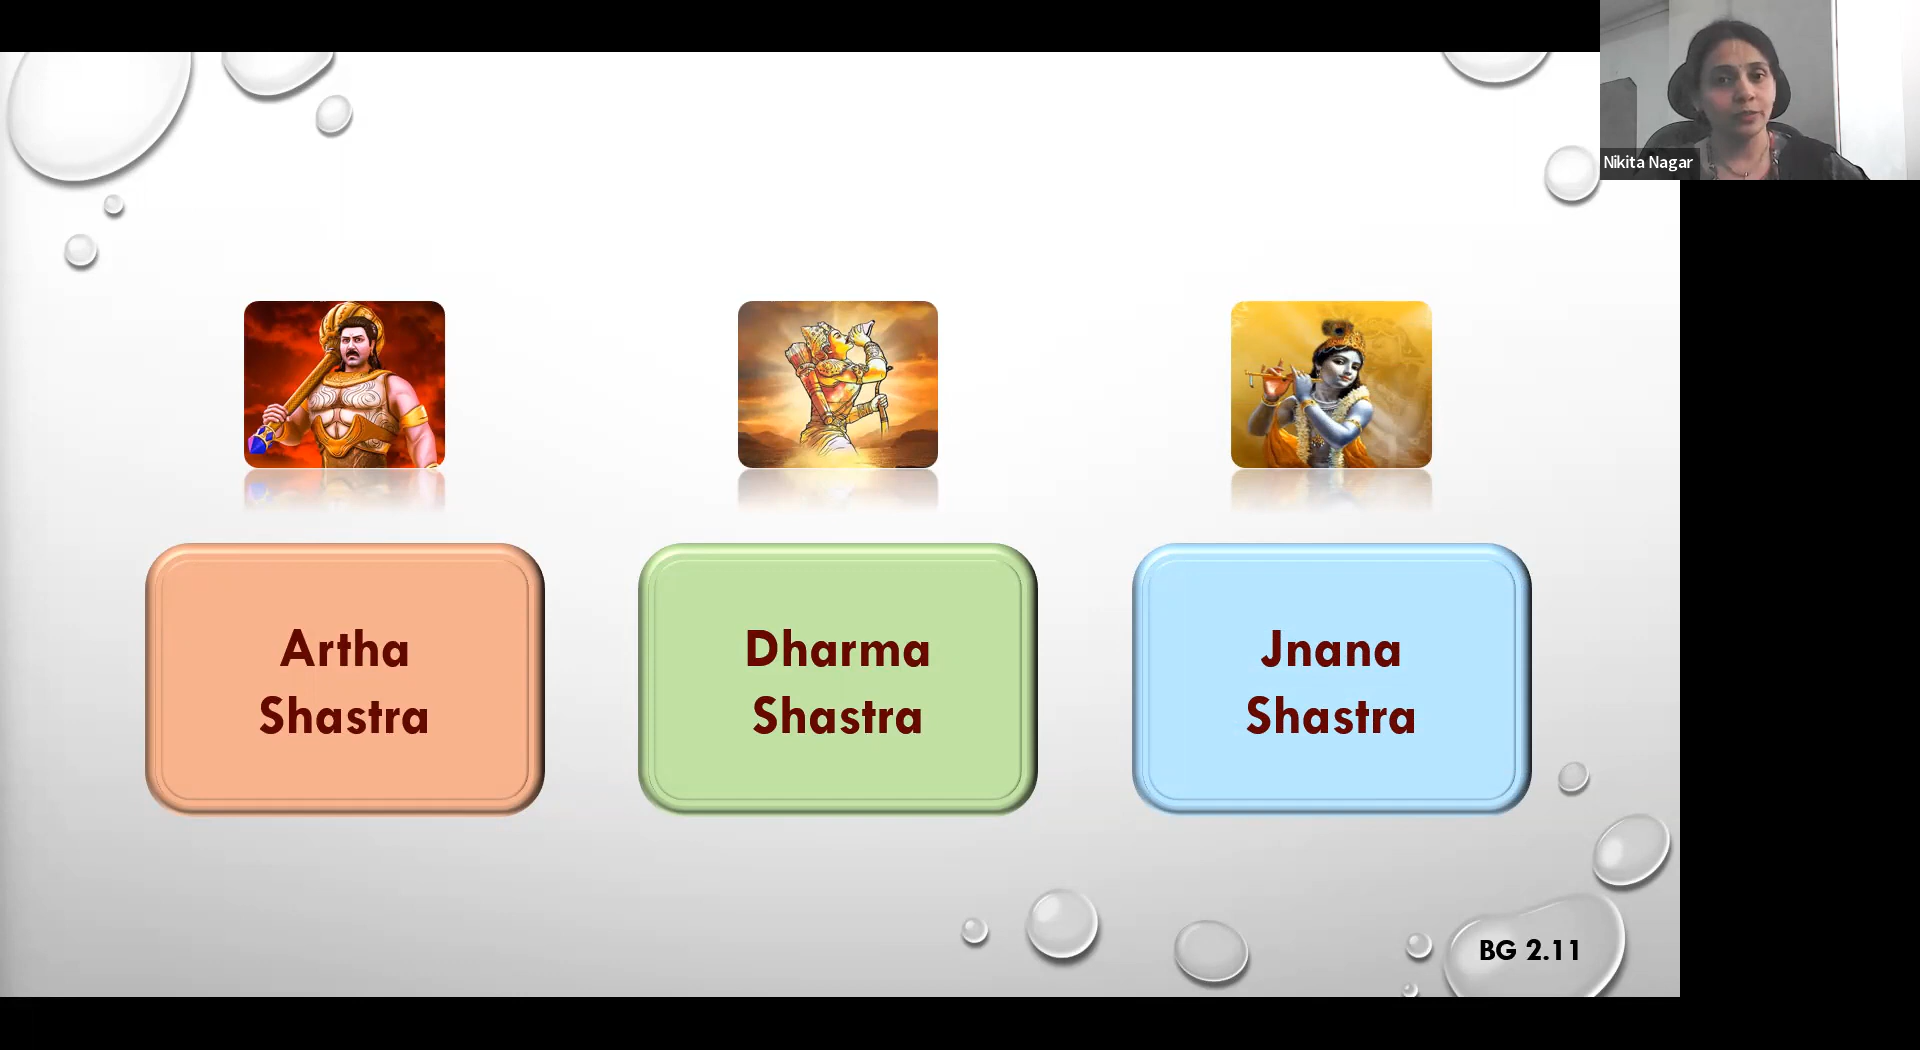 Nikita Nagar
Artha
Shastra
Dharma
Shastra
Jnana
Shastra
BG 2.11